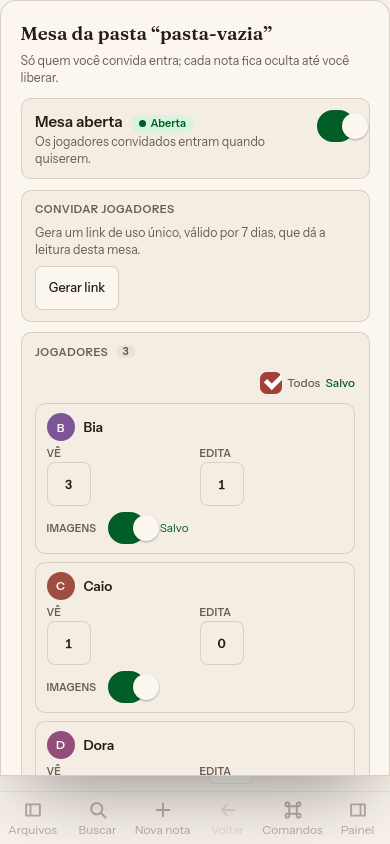 Mesa da pasta “pasta-vazia”
Só quem você convida entra; cada nota fica oculta até você
liberar.
Mesa aberta Aberta
Os jogadores convidados entram quando
quiserem.
CONVIDAR JOGADORES
Gera um link de uso único, válido por 7 dias, que dá a
leitura desta mesa.
Gerar link
JOGADORES 3
Todos Salvo
B Bia
VÊ EDITA
3 1
IMAGENS Salvo
C Caio
VÊ EDITA
1 0
IMAGENS
D Dora
VÊ EDITA
Arquivos Buscar Nova nota Voltar Comandos Painel